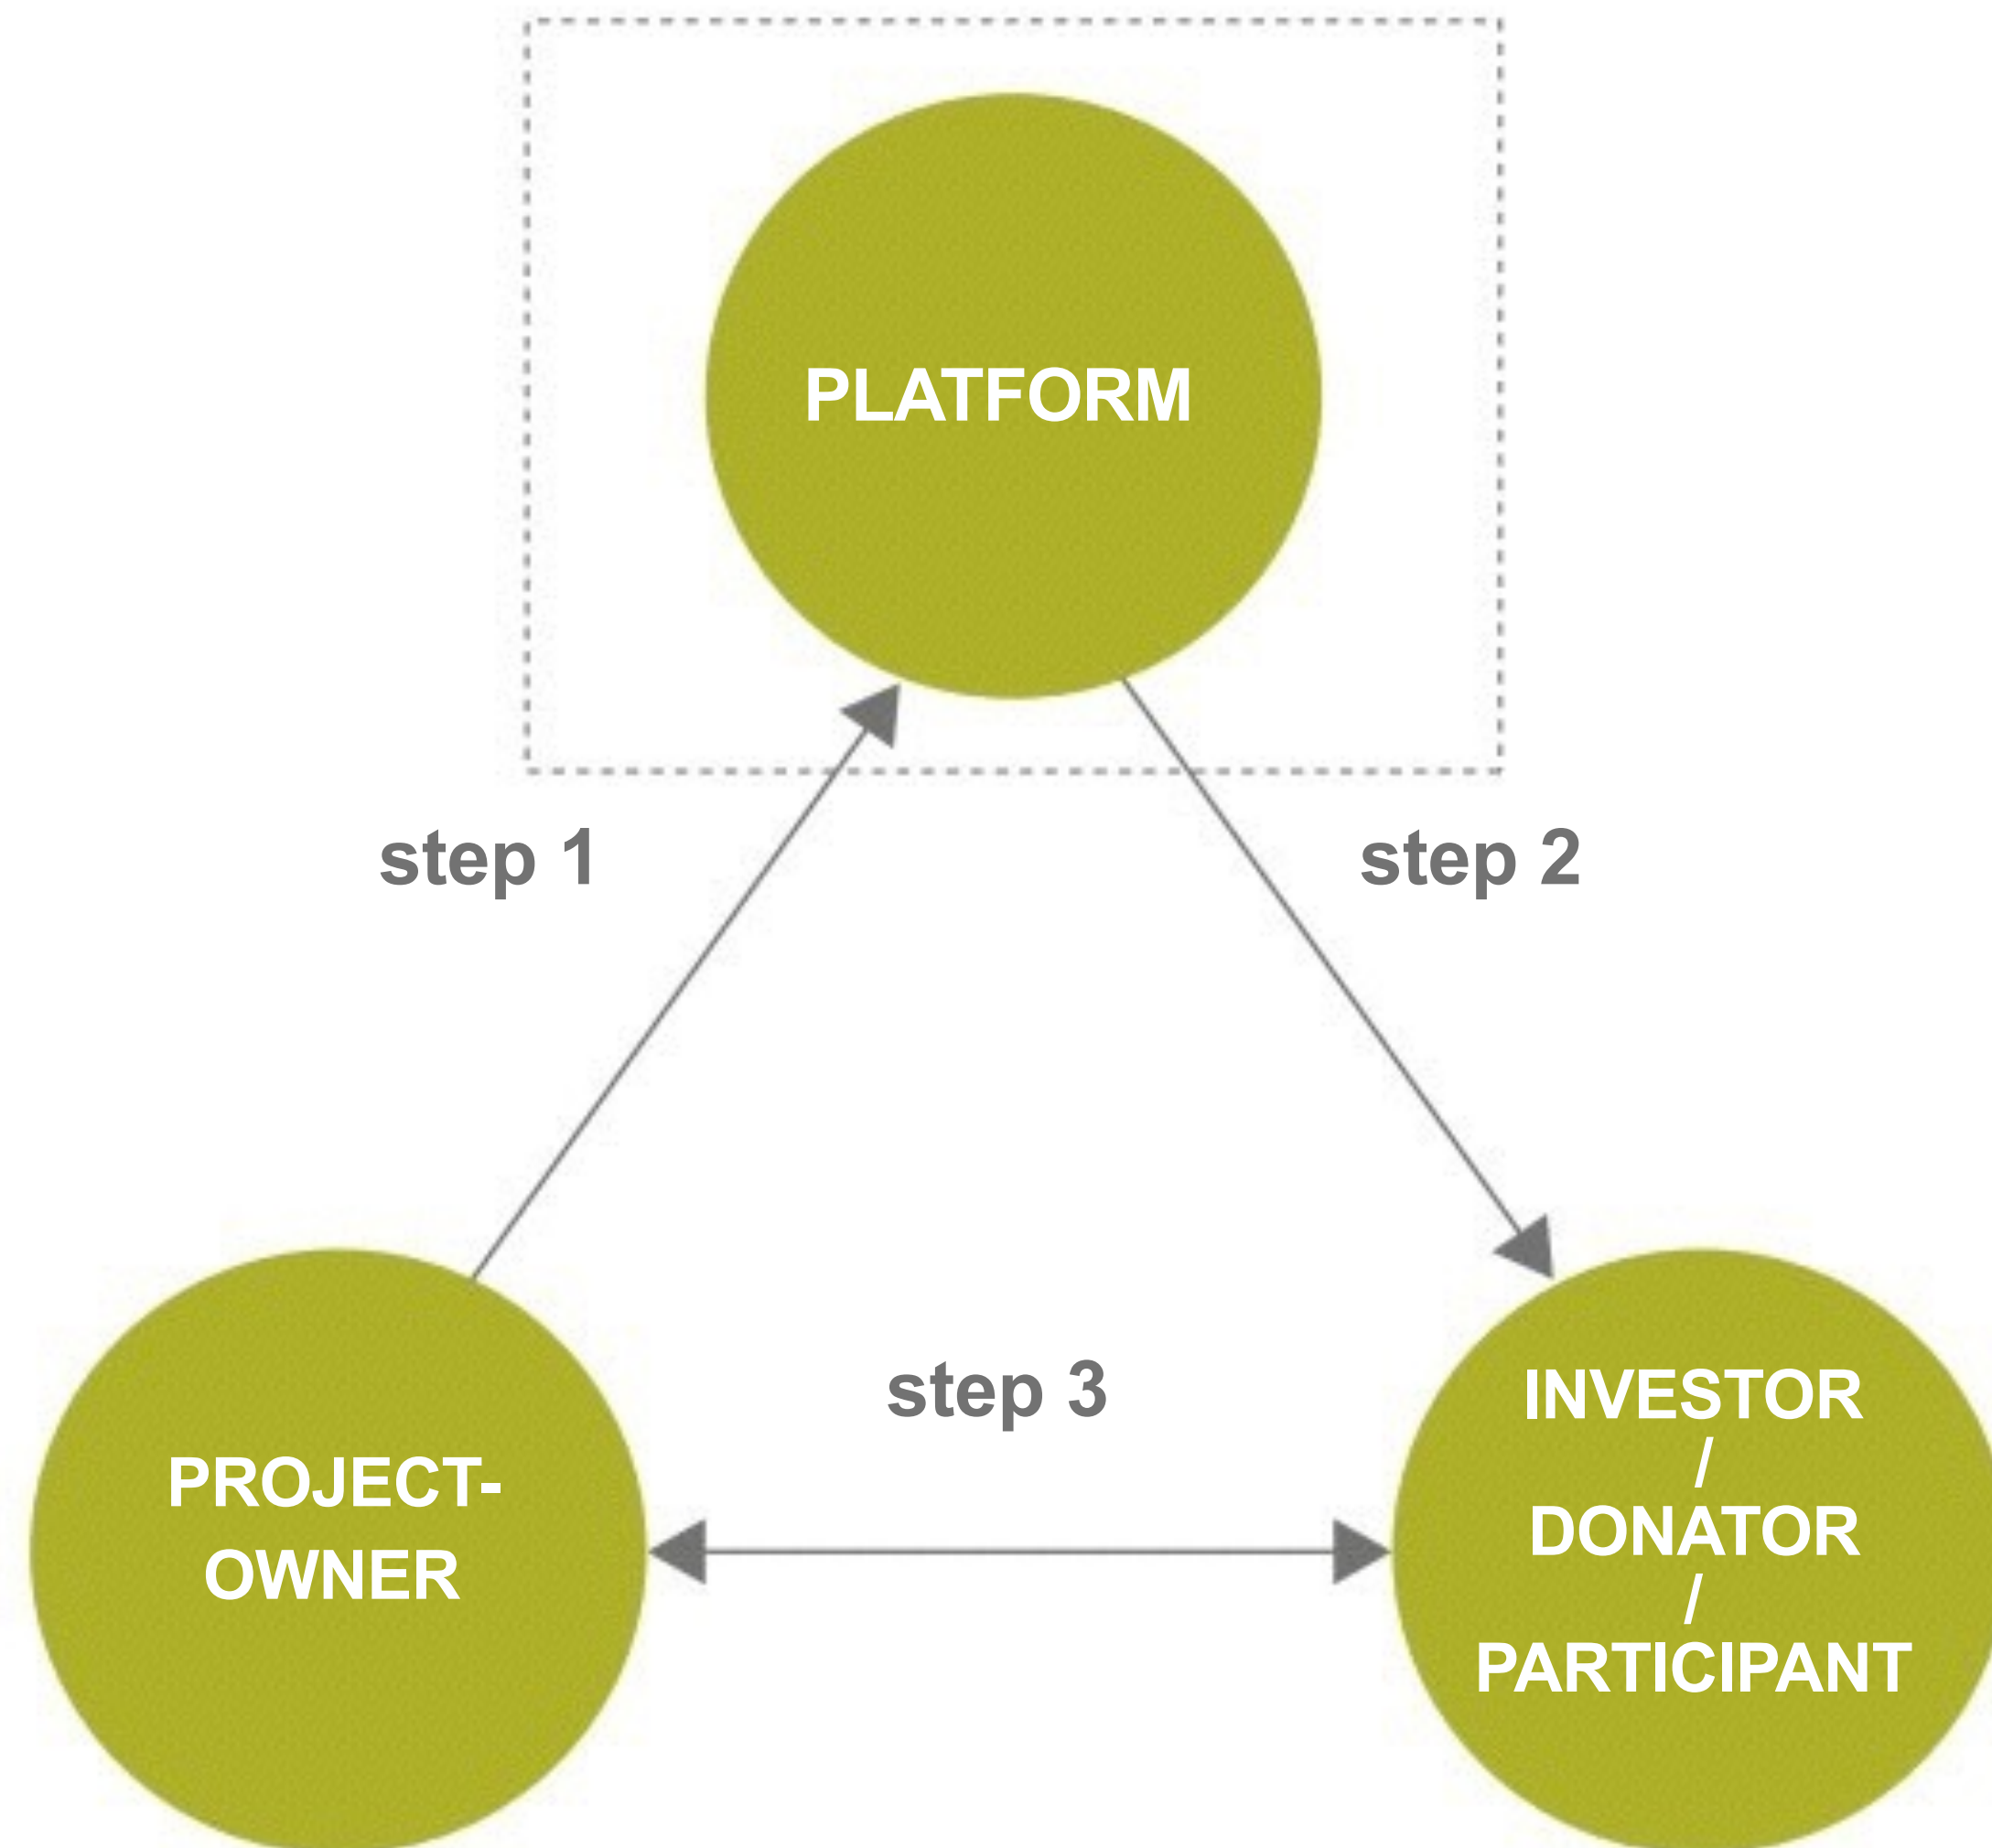 PLATFORM
step 1
step 2
step 3
PROJECT-
OWNER
INVESTOR
/
DONATOR
/
PARTICIPANT